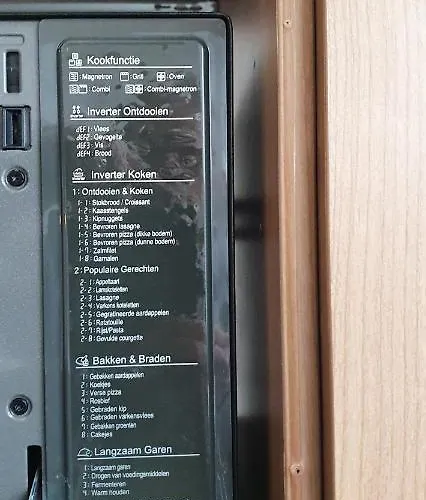 Kookfunctie
:Magnetron :Grill :Oven
:Combi :Combi-magnetron
Inverter Ontdooien
dEF1: Vlees
dEF2: Gevogelte
dEF3: Vis
dEF4: Brood
Inverter Koken
1: Ontdooien & Koken
1-1: Stokbrood / Croissant
1-2: Kaasstengels
1-3: Kipnuggets
1-4: Bevroren lasagne
1-5: Bevroren pizza (dikke bodem)
1-6: Bevroren pizza (dunne bodem)
1-7: Zalmfilet
1-8: Garnalen
2: Populaire Gerechten
2-1: Appeltaart
2-2: Lamskoteletten
2-3: Lasagne
2-4: Varkens koteletten
2-5: Gegratineerde aardappelen
2-6: Ratatouille
2-7: Rijst/Pasta
2-8: Gevulde courgette
Bakken & Braden
1: Gebakken aardappelen
2: Koekjes
3: Verse pizza
4: Rosbief
5: Gebraden kip
6: Gebraden varkensvlees
7: Gebakken groenten
8: Cakejes
Langzaam Garen
1: Langzaam garen
2: Drogen van voedingsmiddelen
3: Fermenteren
4: Warm houden